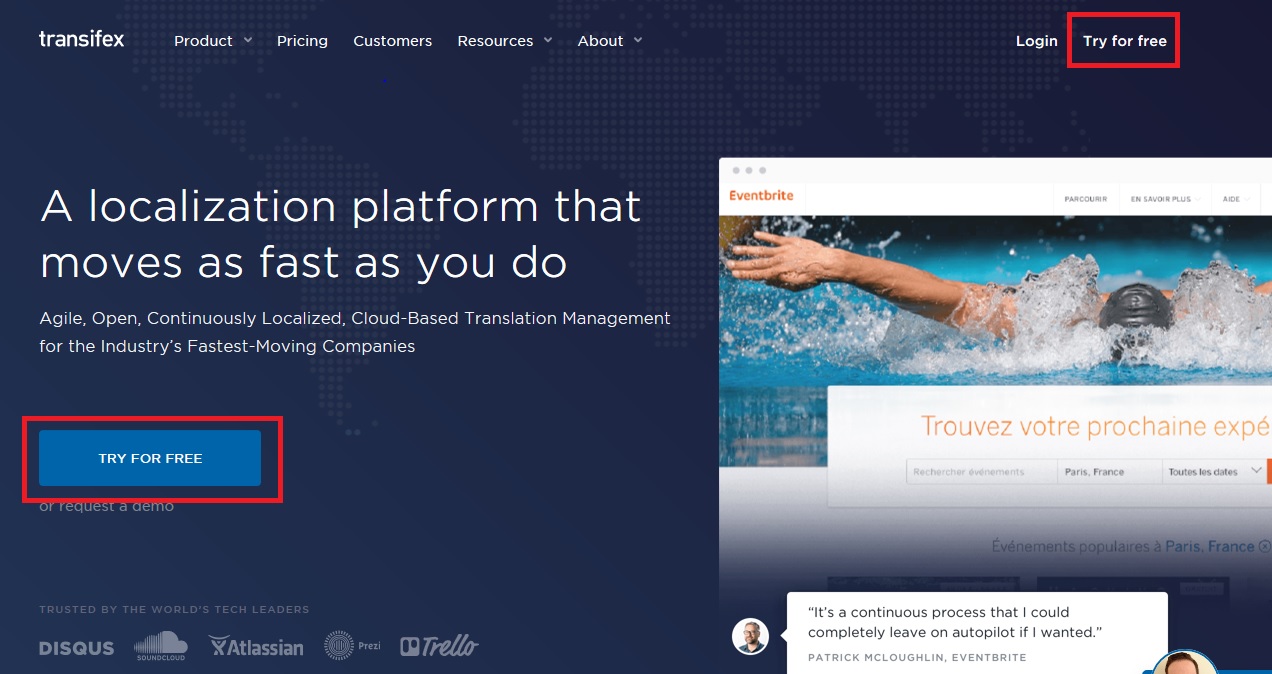 transifex
Product
Pricing
Customers
Resources
About
Login
Try for free
A localization platform that
moves as fast as you do
Agile, Open, Continuously Localized, Cloud-Based Translation Management
for the Industry’s Fastest-Moving Companies
TRY FOR FREE
or request a demo
TRUSTED BY THE WORLD'S TECH LEADERS
DISQUS
SOUNDCLOUD
Atlassian
Prezi
Trello
Eventbrite
PARCOURIR
EN SAVOIR PLUS
AIDE
Trouvez votre prochaine expé
Rechercher événements
Paris, France
Toutes les dates
Événements populaires à Paris, France
“It’s a continuous process that I could
completely leave on autopilot if I wanted.”
PATRICK MCLOUGHLIN, EVENTBRITE